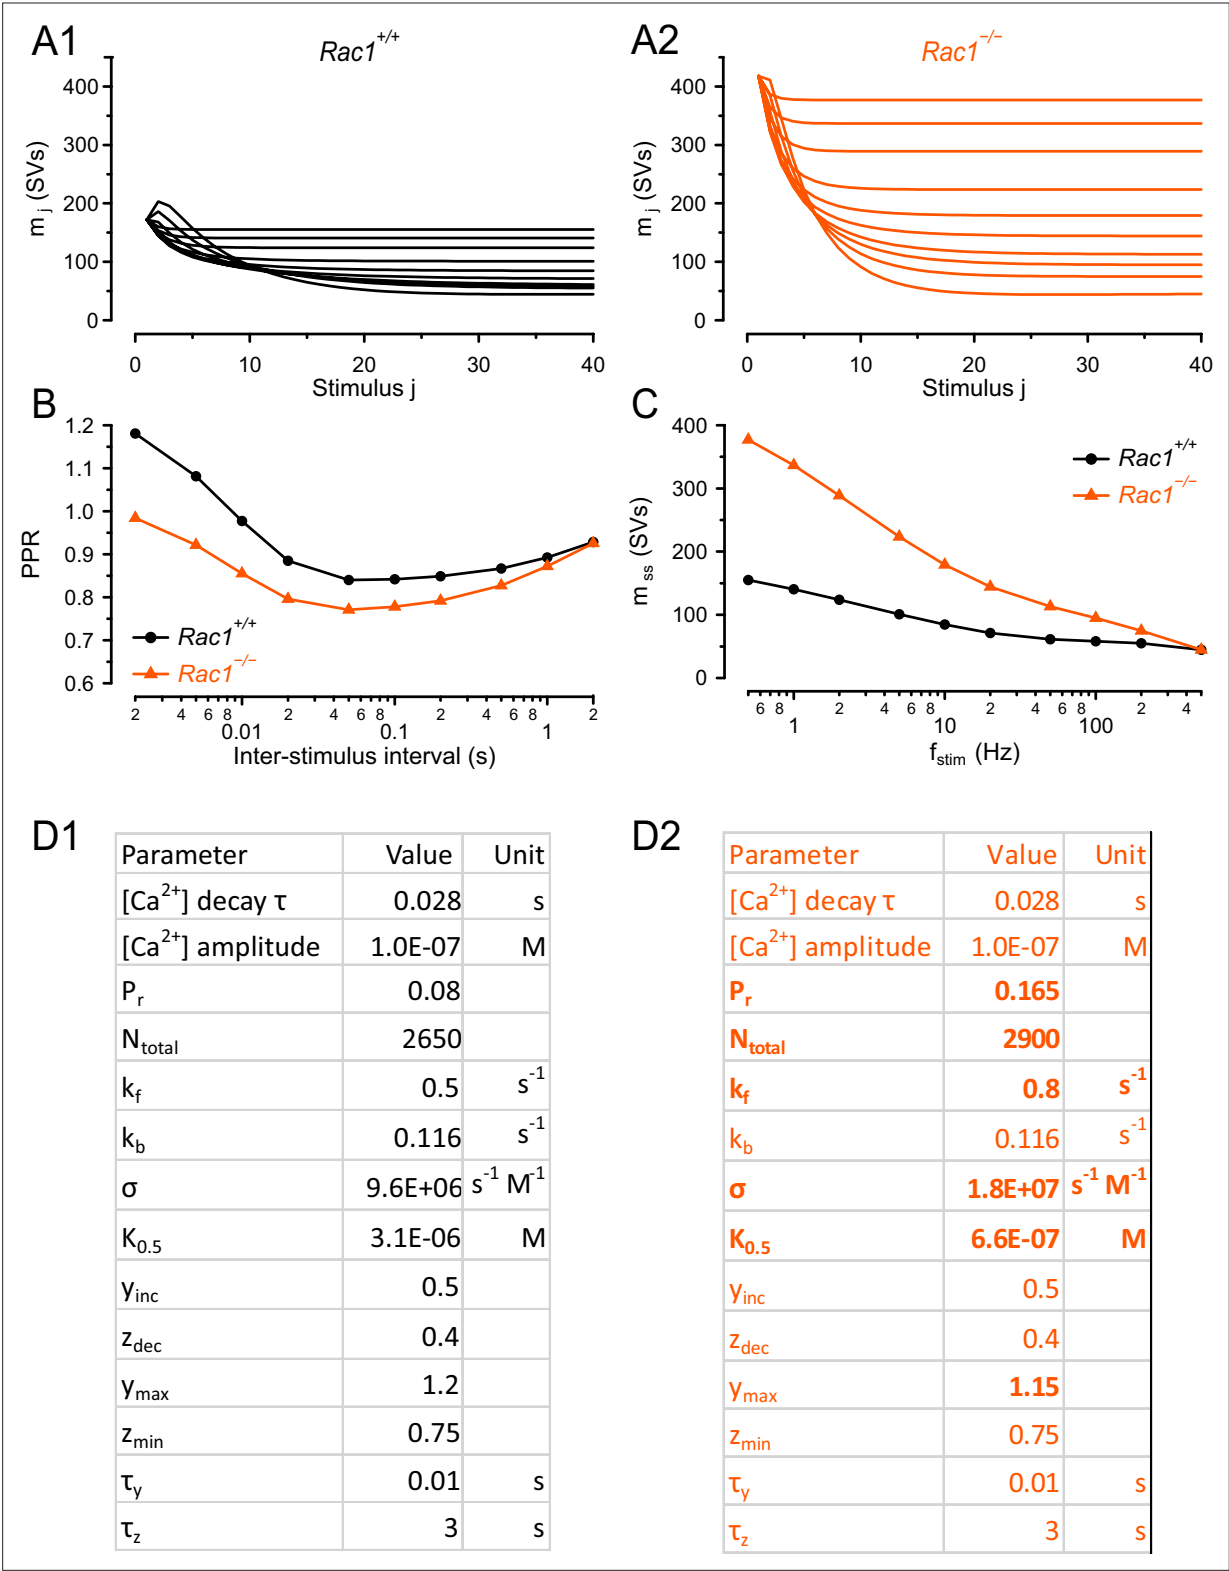 A1
Rac1+/+
m j (SVs)
400
300
200
100
0
0 10 20 30 40
Stimulus j
A2
Rac1−/−
m j (SVs)
400
300
200
100
0
0 10 20 30 40
Stimulus j
B
PPR
1.2
1.1
1.0
0.9
0.8
0.7
0.6
Rac1+/+
Rac1−/−
2 4 6 8 2 4 6 8 2 4 6 8 2
0.01 0.1 1
Inter-stimulus interval (s)
C
m ss (SVs)
400
300
200
100
0
Rac1+/+
Rac1−/−
6 8 2 4 6 8 2 4 6 8 2 4
1 10 100
fstim (Hz)
D1
Parameter Value Unit
[Ca2+] decay τ 0.028 s
[Ca2+] amplitude 1.0E-07 M
Pr 0.08
Ntotal 2650
kf 0.5 s-1
kb 0.116 s-1
σ 9.6E+06 s-1 M-1
K0.5 3.1E-06 M
yinc 0.5
zdec 0.4
ymax 1.2
zmin 0.75
τy 0.01 s
τz 3 s
D2
Parameter Value Unit
[Ca2+] decay τ 0.028 s
[Ca2+] amplitude 1.0E-07 M
Pr 0.165
Ntotal 2900
kf 0.8 s-1
kb 0.116 s-1
σ 1.8E+07 s-1 M-1
K0.5 6.6E-07 M
yinc 0.5
zdec 0.4
ymax 1.15
zmin 0.75
τy 0.01 s
τz 3 s